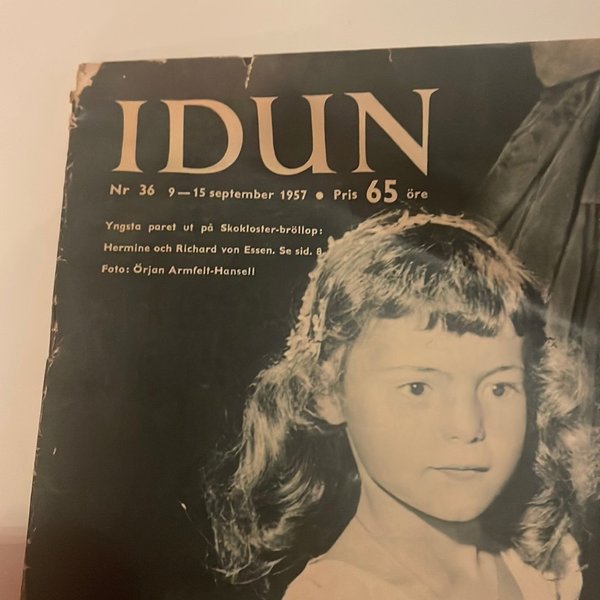 IDUN
Nr 36 9—15 september 1957 • Pris 65 öre
Yngsta paret ut på Skokloster-bröllop:
Hermine och Richard von Essen. Se sid. 8
Foto: Örjan Armfelt-Hansell